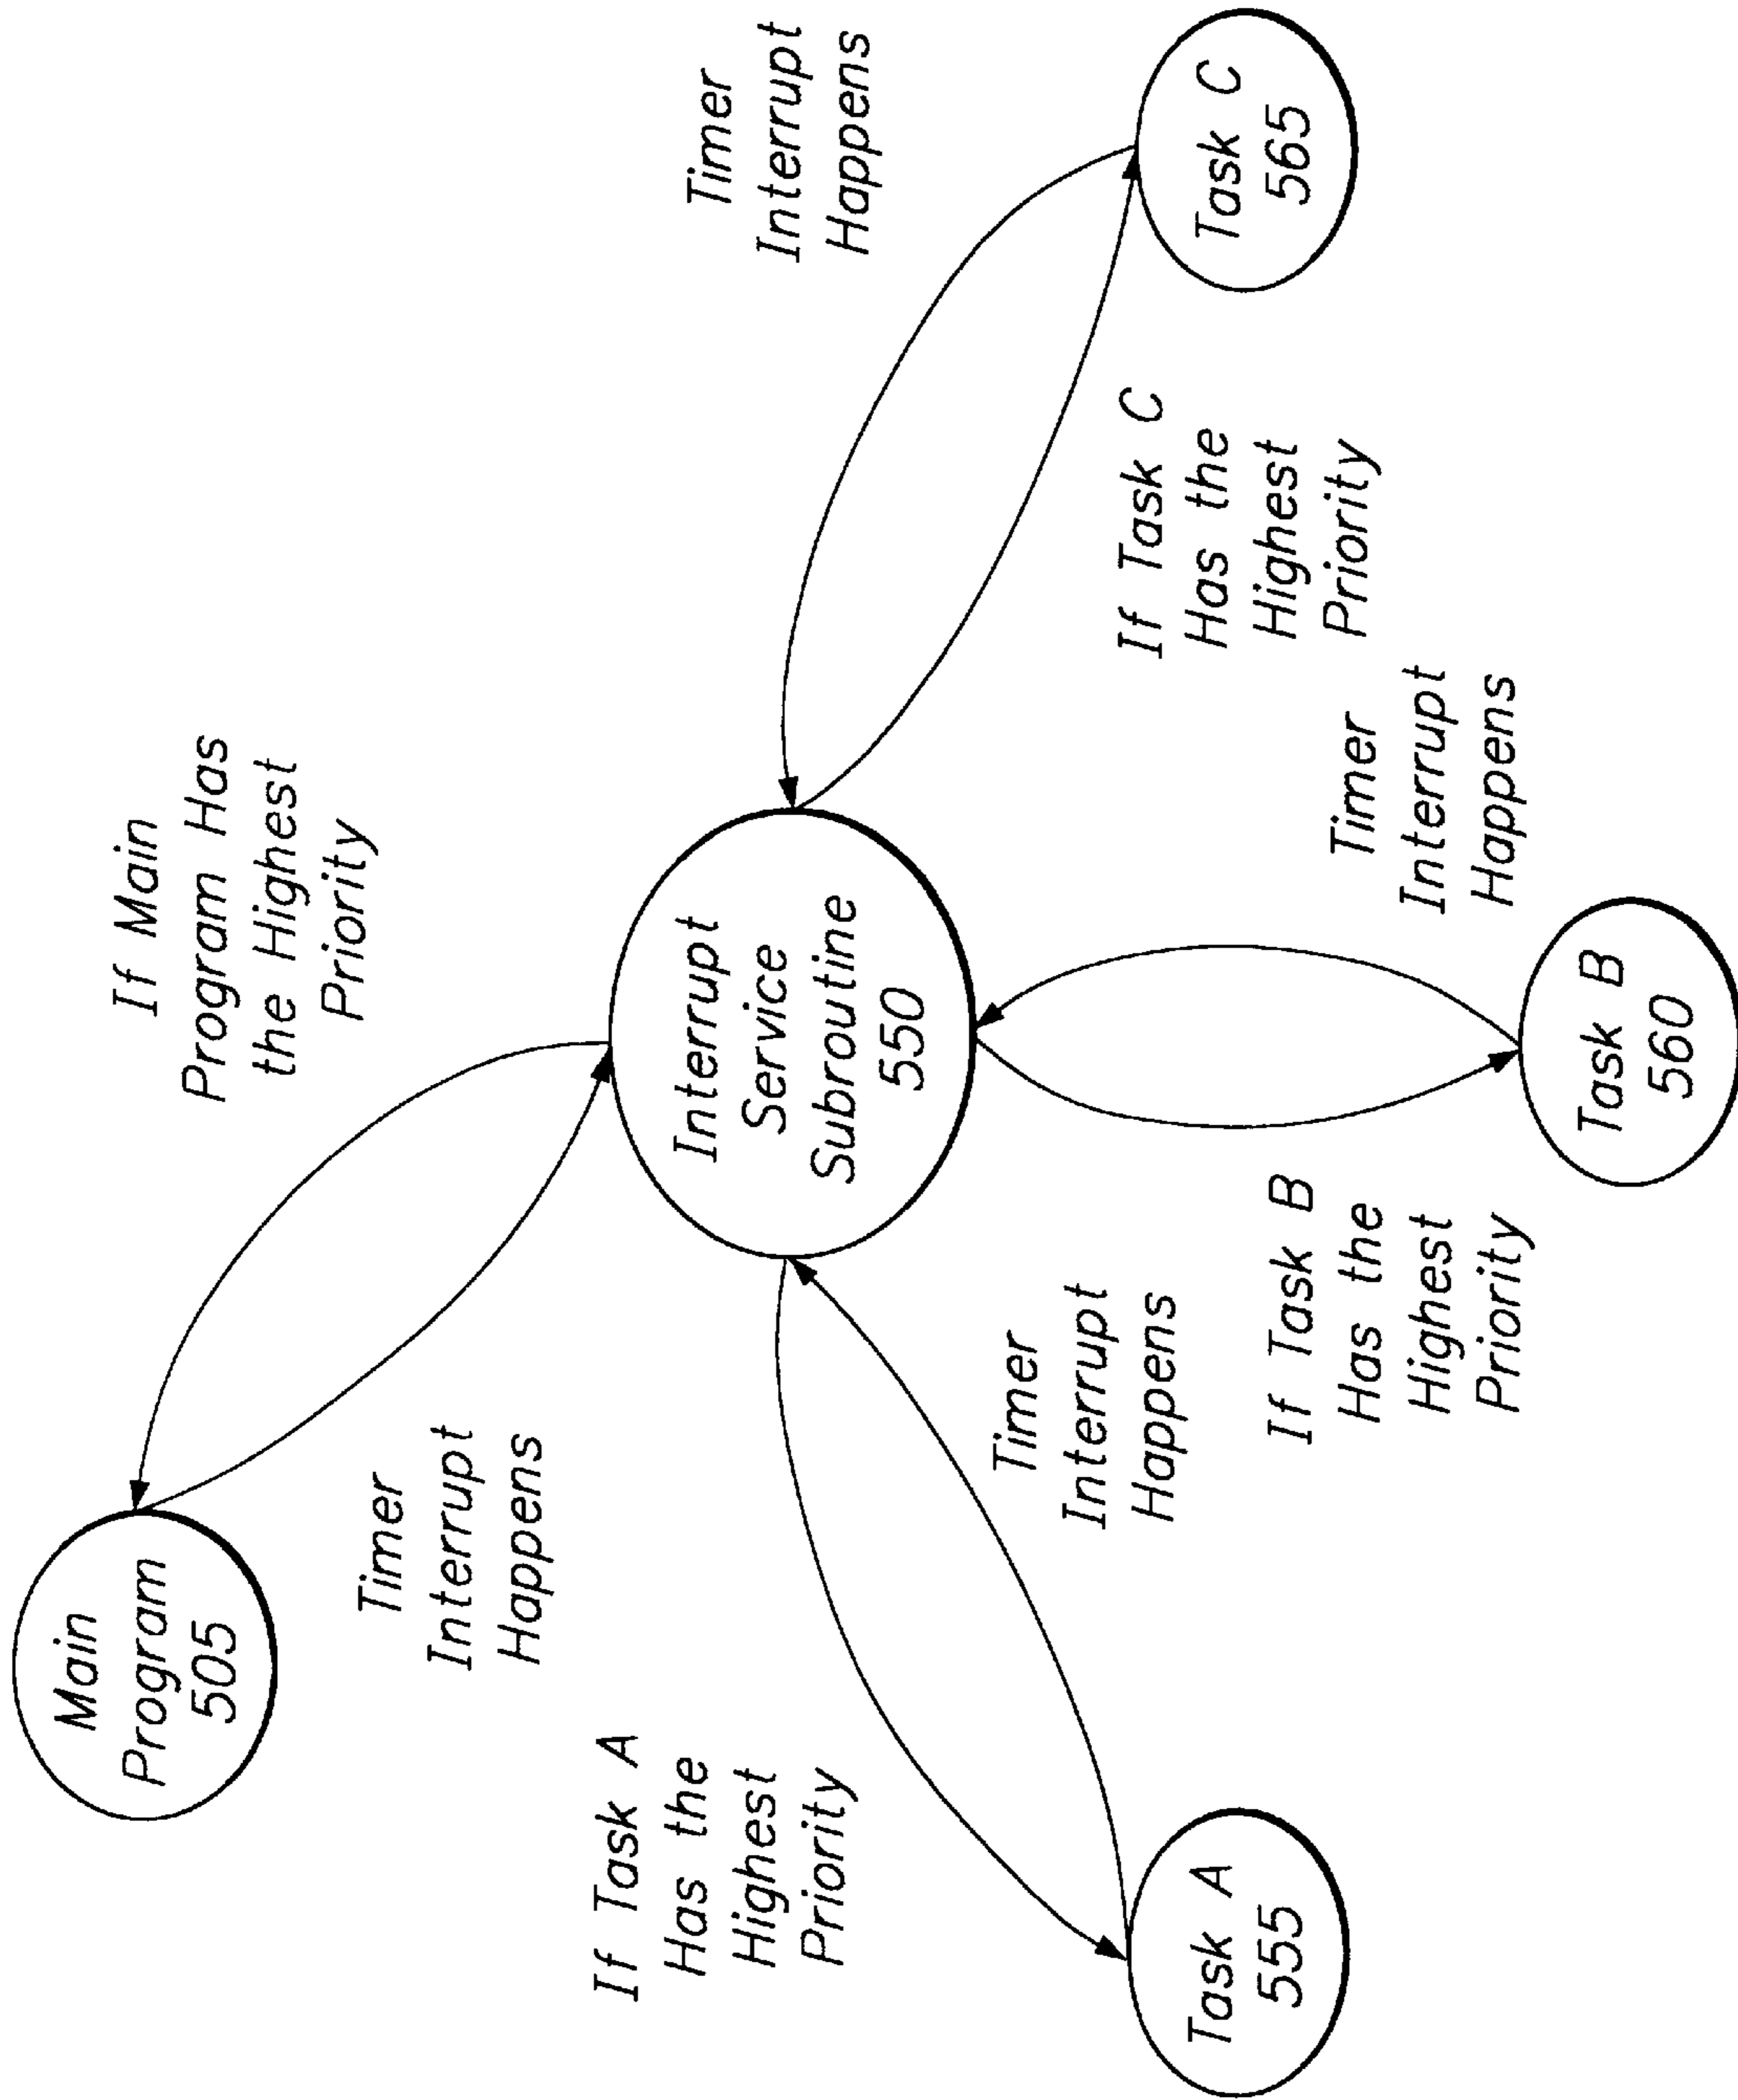 Main
Program
505
If Main
Program Has
the Highest
Priority
Timer
Interrupt
Happens
If Task A
Has the
Highest
Priority
Interrupt
Service
Subroutine
550
Timer
Interrupt
Happens
Timer
Interrupt
Happens
Task A
555
If Task B
Has the
Highest
Priority
Timer
Interrupt
Happens
If Task C
Has the
Highest
Priority
Task C
565
Task B
560